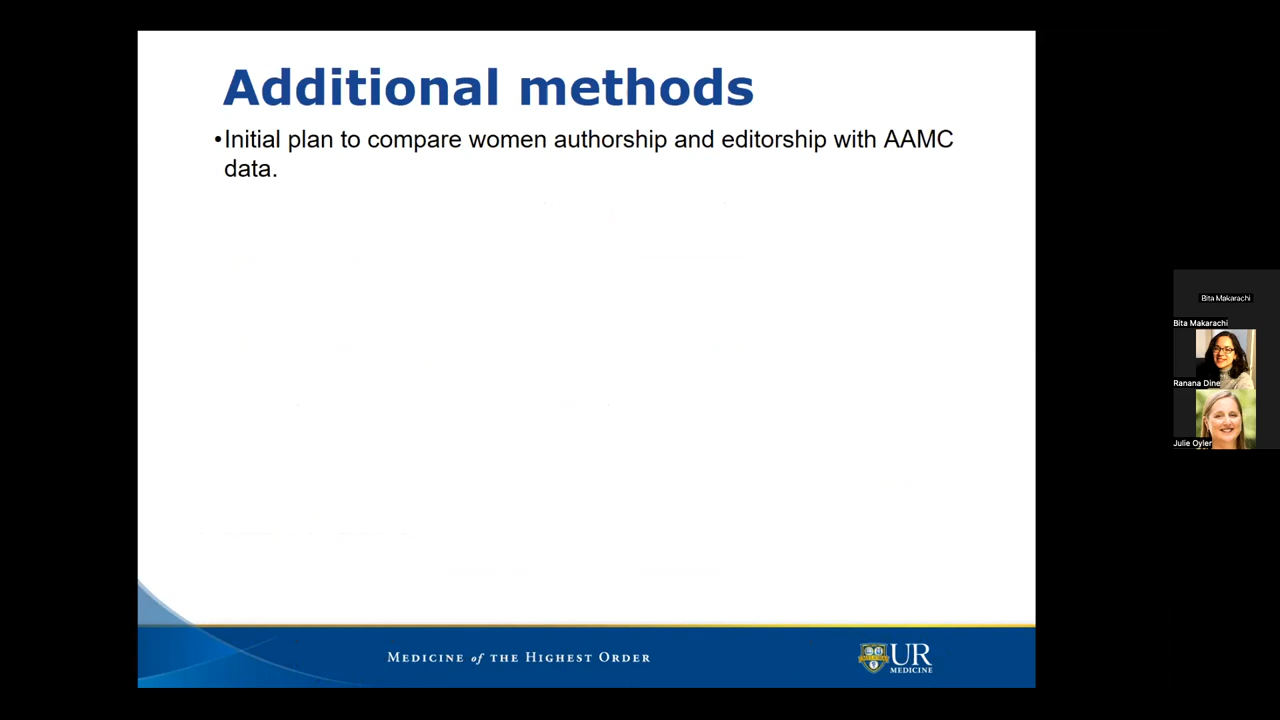 Additional methods
•Initial plan to compare women authorship and editorship with AAMC
data.
Bita Makarachi
Bita Makarachi
Ranana Dine
Julie Oyler
MEDICINE of THE HIGHEST ORDER
UR
MEDICINE